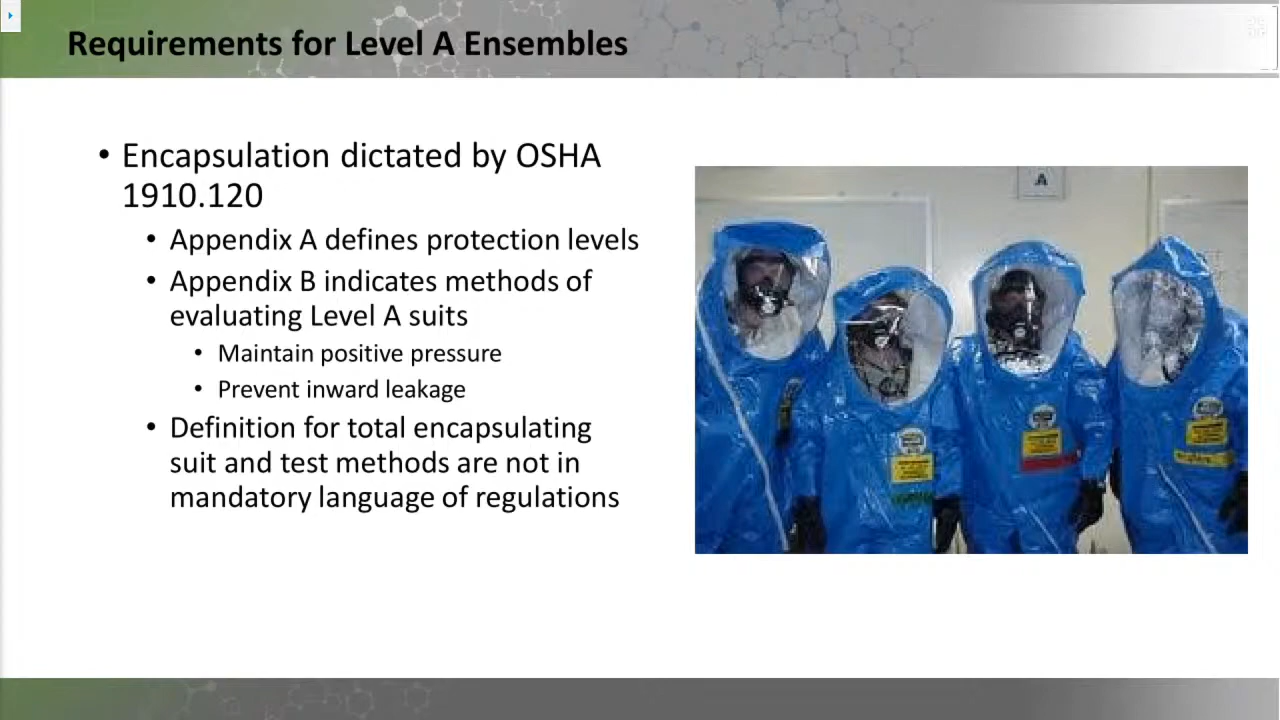 Requirements for Level A Ensembles
• Encapsulation dictated by OSHA
1910.120
• Appendix A defines protection levels
• Appendix B indicates methods of
evaluating Level A suits
• Maintain positive pressure
• Prevent inward leakage
• Definition for total encapsulating
suit and test methods are not in
mandatory language of regulations
A